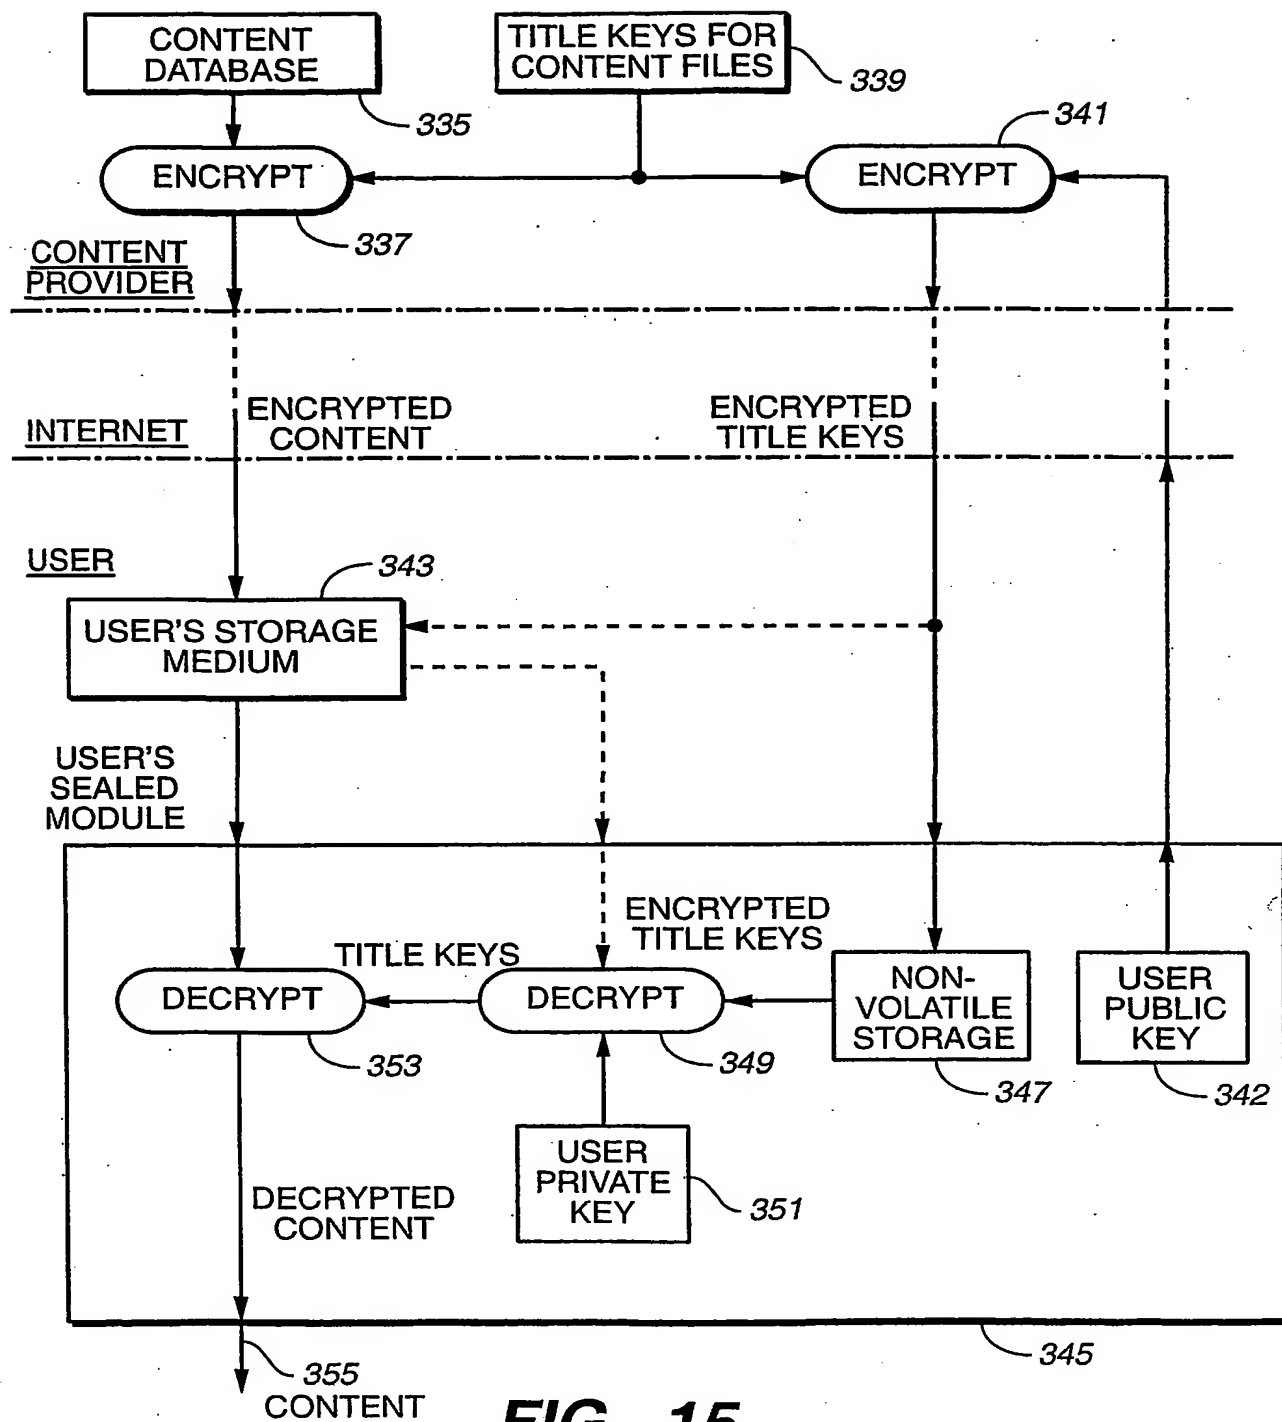 CONTENT
DATABASE
335
TITLE KEYS FOR
CONTENT FILES
339
ENCRYPT
337
341
ENCRYPT
CONTENT
PROVIDER
INTERNET
ENCRYPTED
CONTENT
ENCRYPTED
TITLE KEYS
USER
343
USER'S STORAGE
MEDIUM
USER'S
SEALED
MODULE
TITLE KEYS
ENCRYPTED
TITLE KEYS
DECRYPT
353
DECRYPT
349
NON-
VOLATILE
STORAGE
347
USER
PUBLIC
KEY
342
USER
PRIVATE
KEY
351
DECRYPTED
CONTENT
345
355
CONTENT
FIG._15